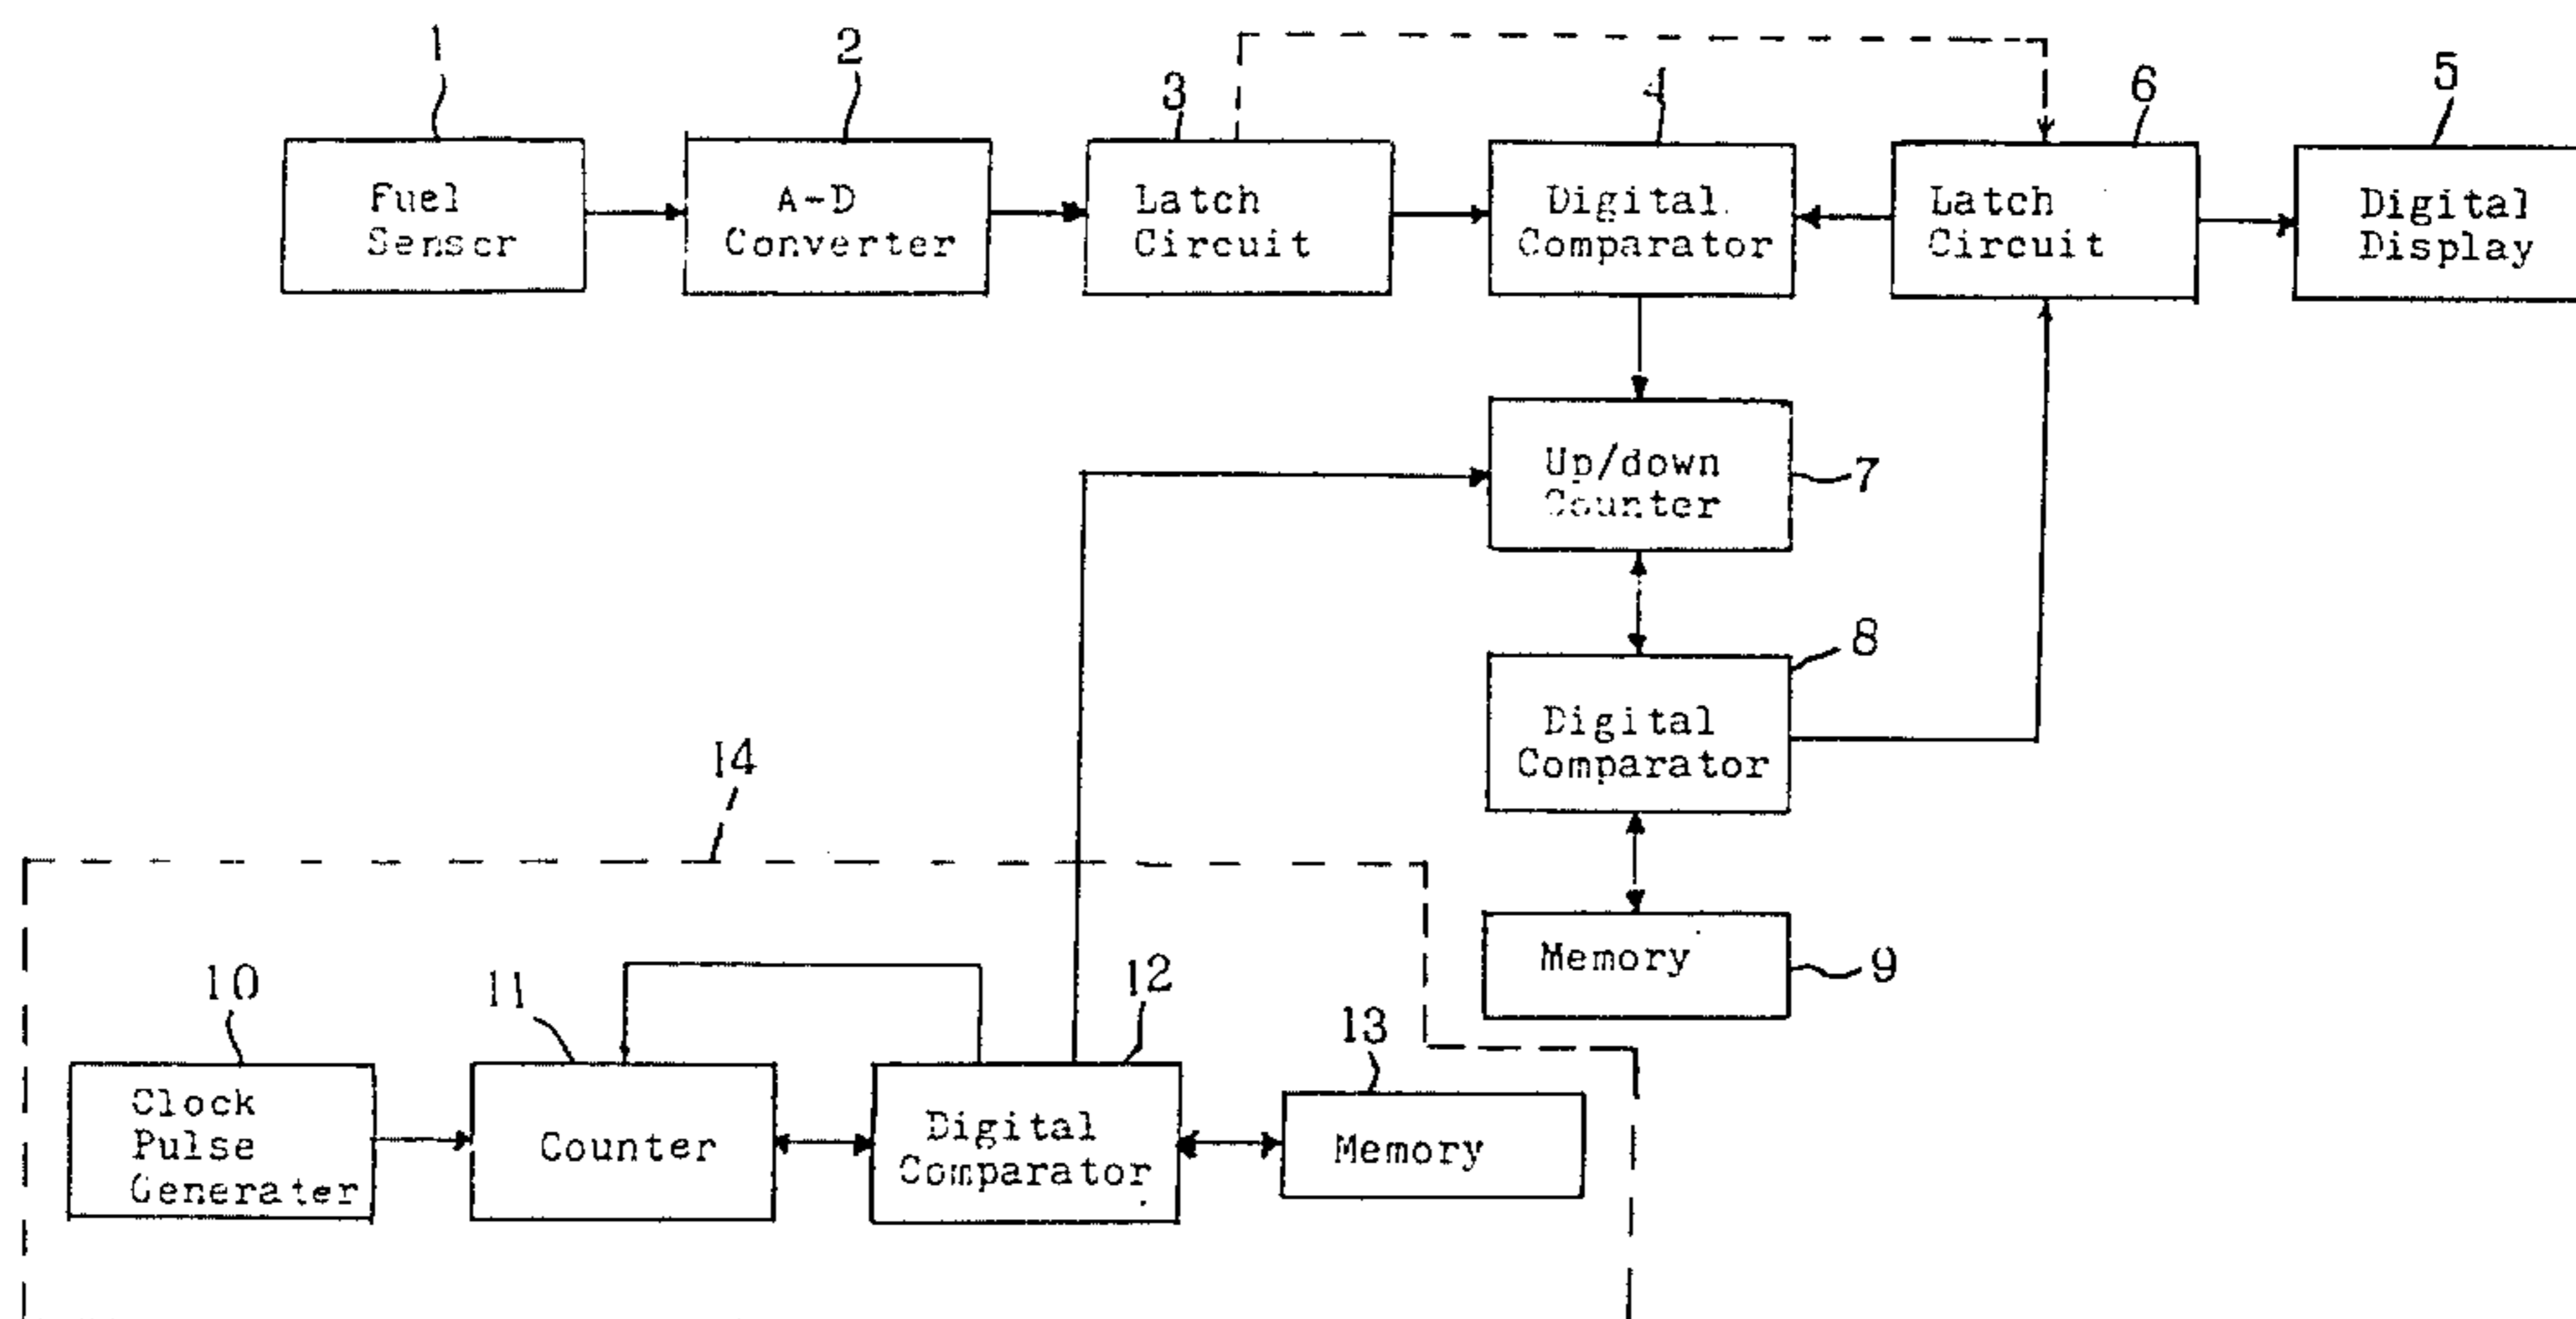 1
2
3
4
6
5
Fuel
Sensor
A-D
Converter
Latch
Circuit
Digital
Comparator
Latch
Circuit
Digital
Display
Up/down
Counter
7
8
Digital
Comparator
14
Memory
9
10
11
12
13
Clock
Pulse
Generater
Counter
Digital
Comparator
Memory